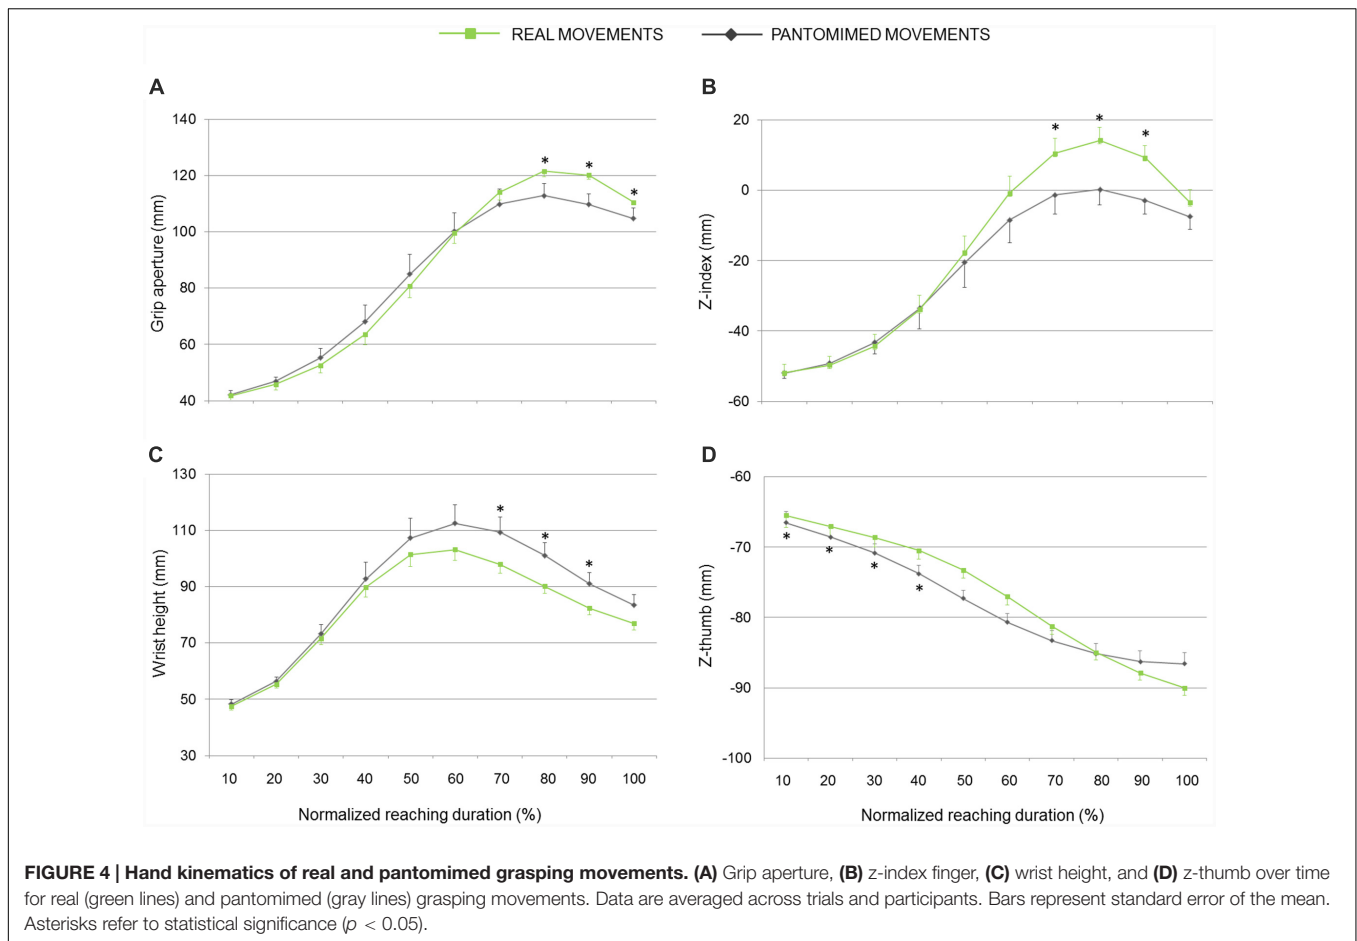 REAL MOVEMENTS PANTOMIMED MOVEMENTS
A
140
120
100
80
60
40
Grip aperture (mm)
* * *
B
20
0
-20
-40
-60
Z-index (mm)
* * *
C
130
110
90
70
50
30
Wrist height (mm)
* * *
10 20 30 40 50 60 70 80 90 100
Normalized reaching duration (%)
D
-60
-70
-80
-90
-100
Z-thumb (mm)
* * * *
10 20 30 40 50 60 70 80 90 100
Normalized reaching duration (%)
FIGURE 4 | Hand kinematics of real and pantomimed grasping movements. (A) Grip aperture, (B) z-index finger, (C) wrist height, and (D) z-thumb over time
for real (green lines) and pantomimed (gray lines) grasping movements. Data are averaged across trials and participants. Bars represent standard error of the mean.
Asterisks refer to statistical significance (p < 0.05).